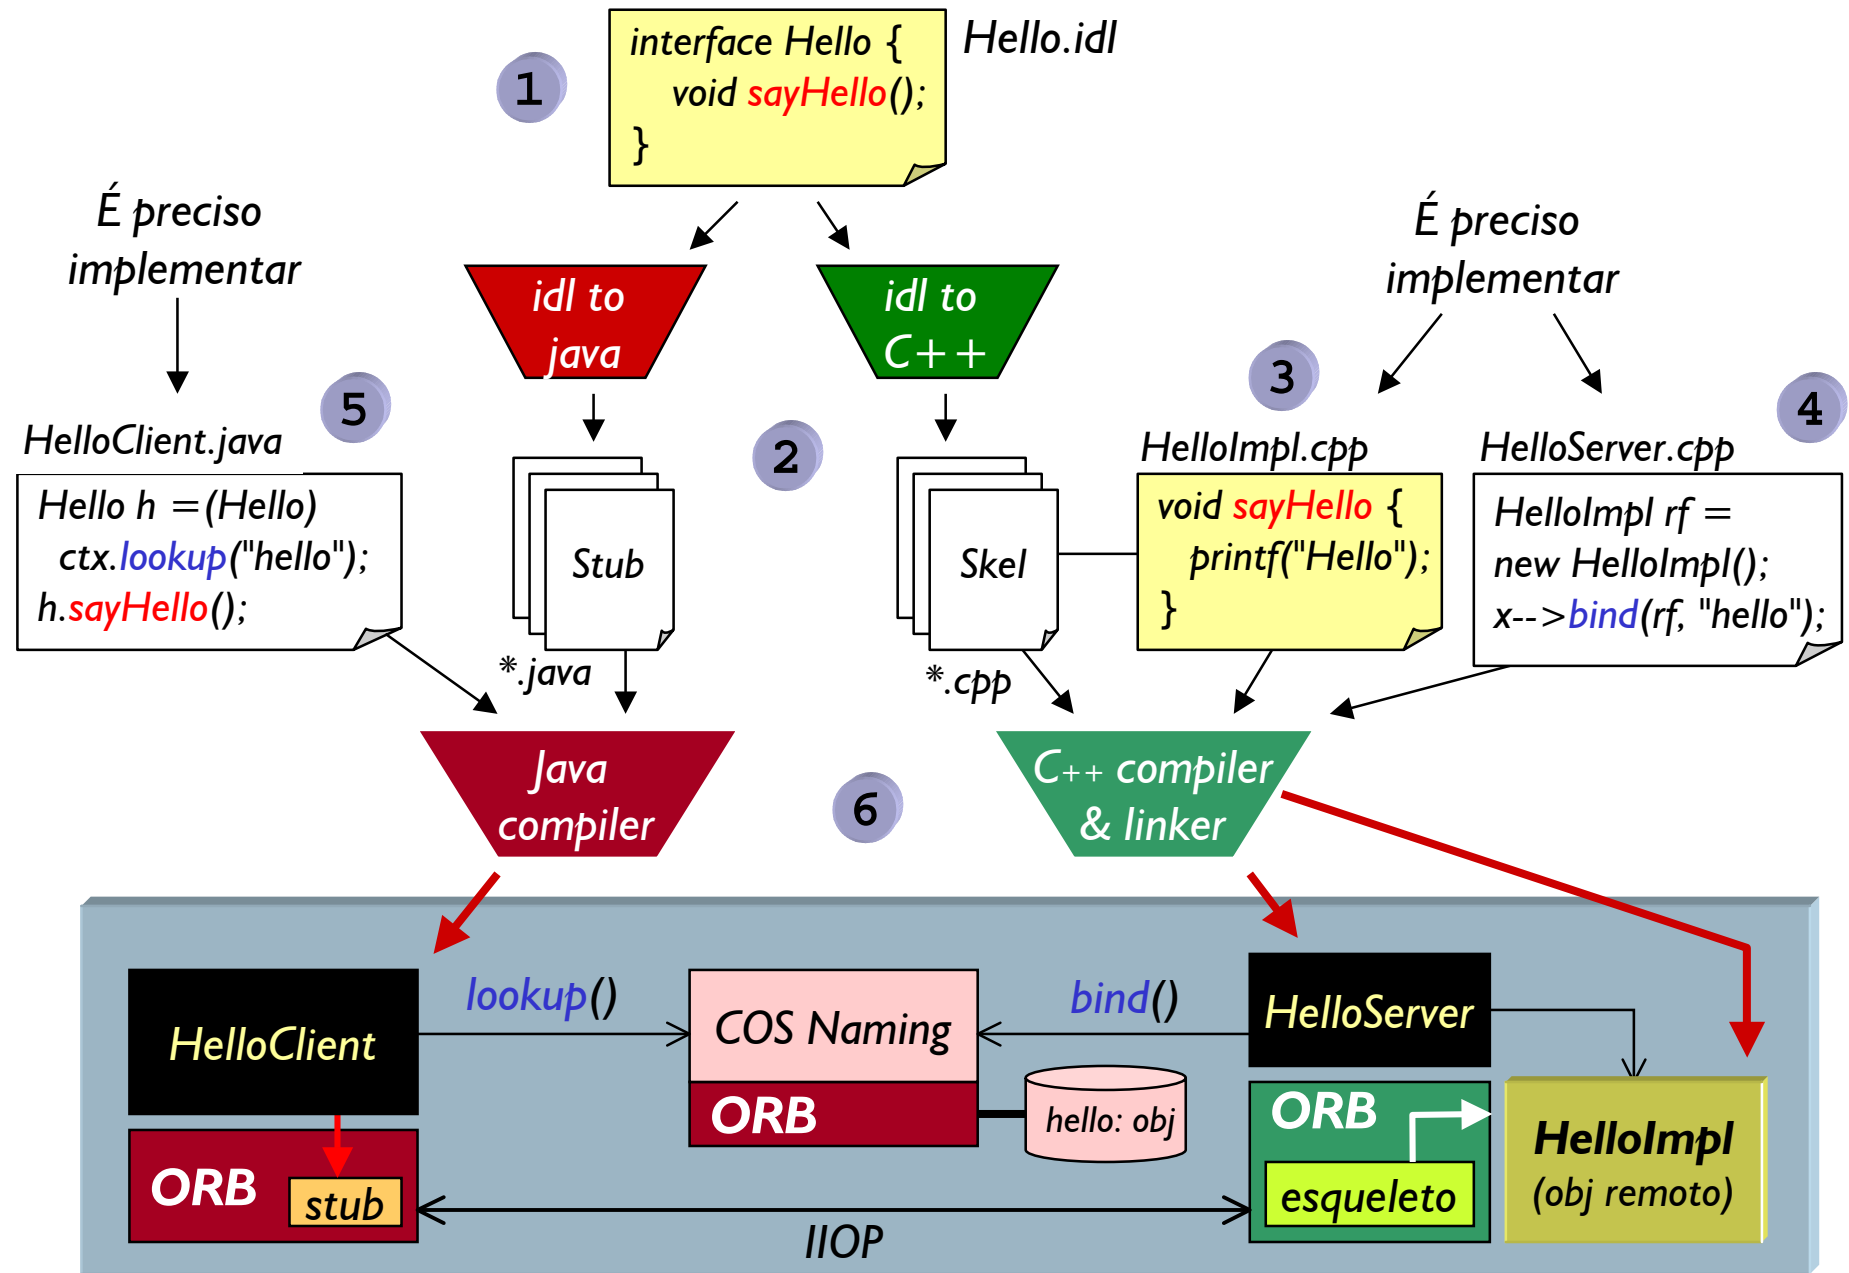 interface Hello {
void sayHello();
}
Hello.idl
1
É preciso
implementar
É preciso
implementar
idl to
java
idl to
C++
5
2
3
4
HelloClient.java
Hello h =(Hello)
ctx.lookup("hello");
h.sayHello();
Stub
*.java
Skel
*.cpp
HelloImpl.cpp
void sayHello {
printf("Hello");
}
HelloServer.cpp
HelloImpl rf =
new HelloImpl();
x-->bind(rf, "hello");
Java
compiler
6
C++ compiler
& linker
HelloClient
lookup()
COS Naming
bind()
HelloServer
ORB
stub
ORB
hello: obj
ORB
esqueleto
HelloImpl
(obj remoto)
IIOP